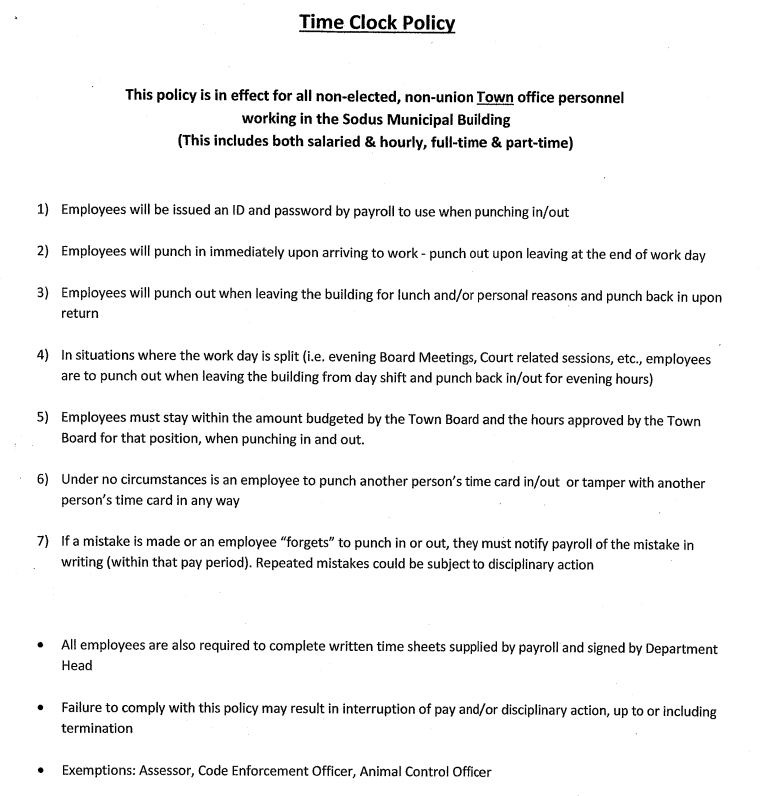 Time Clock Policy
This policy is in effect for all non-elected, non-union Town office personnel
working in the Sodus Municipal Building
(This includes both salaried & hourly, full-time & part-time)
1) Employees will be issued an ID and password by payroll to use when punching in/out
2) Employees will punch in immediately upon arriving to work - punch out upon leaving at the end of work day
3) Employees will punch out when leaving the building for lunch and/or personal reasons and punch back in upon
return
4) In situations where the work day is split (i.e. evening Board Meetings, Court related sessions, etc., employees
are to punch out when leaving the building from day shift and punch back in/out for evening hours)
5) Employees must stay within the amount budgeted by the Town Board and the hours approved by the Town
Board for that position, when punching in and out.
6) Under no circumstances is an employee to punch another person's time card in/out or tamper with another
person's time card in any way
7) If a mistake is made or an employee "forgets" to punch in or out, they must notify payroll of the mistake in
writing (within that pay period). Repeated mistakes could be subject to disciplinary action
• All employees are also required to complete written time sheets supplied by payroll and signed by Department
Head
• Failure to comply with this policy may result in interruption of pay and/or disciplinary action, up to or including
termination
• Exemptions: Assessor, Code Enforcement Officer, Animal Control Officer